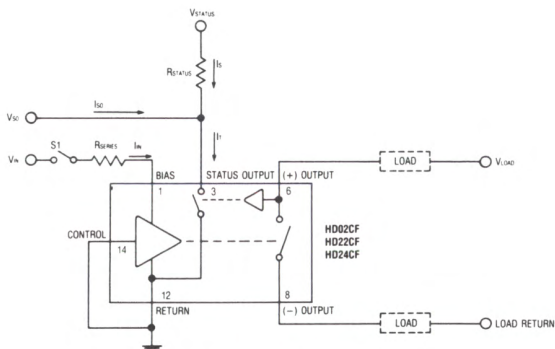 VSTATUS
RSTATUS
IS
VSO
ISO
I1
VIN
S1
RSERIES
IIN
LOAD
VLOAD
BIAS
STATUS OUTPUT
(+) OUTPUT
1
3
6
CONTROL
14
HD02CF
HD22CF
HD24CF
12
8
RETURN
(−) OUTPUT
LOAD
LOAD RETURN